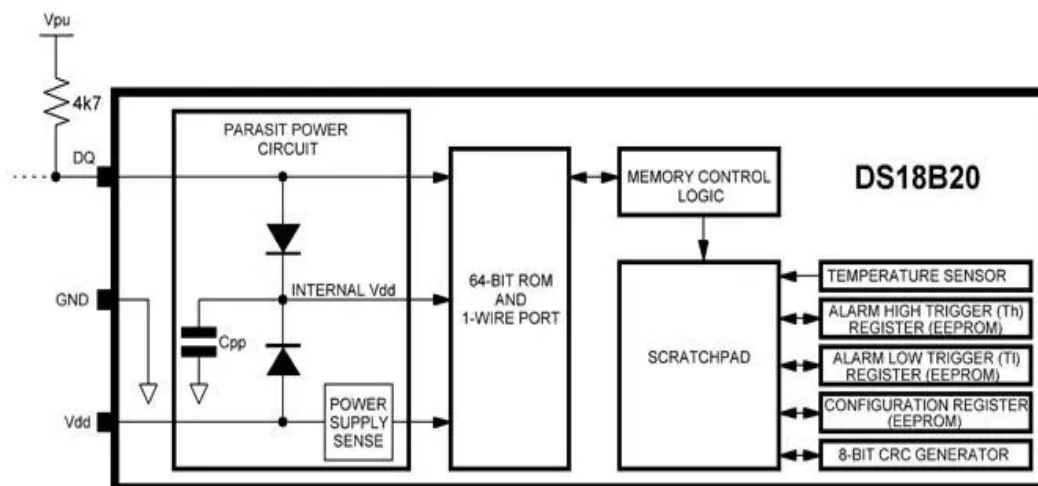 Vpu
4k7
DQ
GND
Vdd
PARASIT POWER
CIRCUIT
INTERNAL Vdd
Cpp
POWER
SUPPLY
SENSE
64-BIT ROM
AND
1-WIRE PORT
MEMORY CONTROL
LOGIC
SCRATCHPAD
DS18B20
TEMPERATURE SENSOR
ALARM HIGH TRIGGER (Th)
REGISTER (EEPROM)
ALARM LOW TRIGGER (Tl)
REGISTER (EEPROM)
CONFIGURATION REGISTER
(EEPROM)
8-BIT CRC GENERATOR